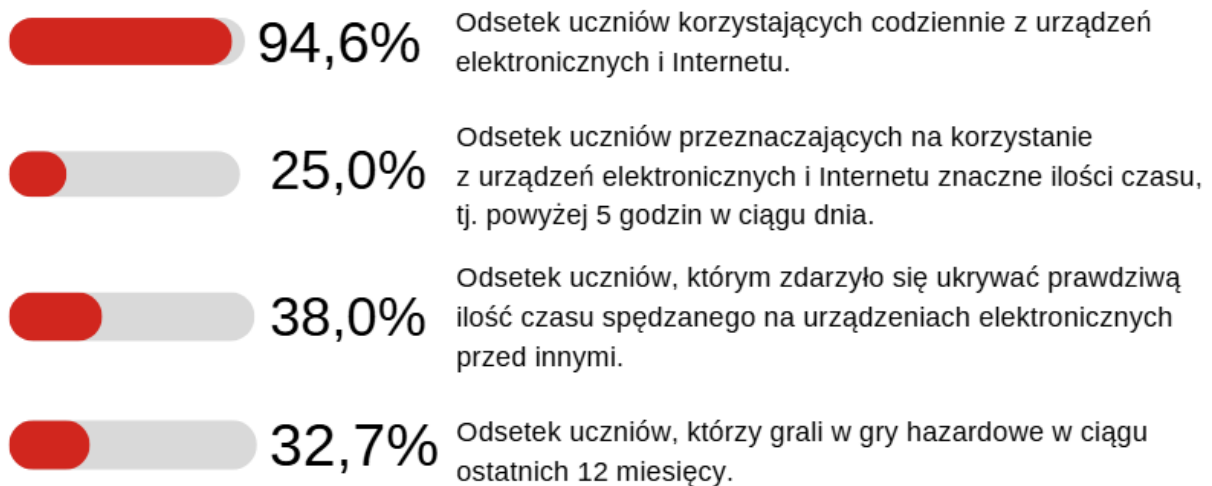 94,6%
Odsetek uczniów korzystających codziennie z urządzeń
elektronicznych i Internetu.
25,0%
Odsetek uczniów przeznaczających na korzystanie
z urządzeń elektronicznych i Internetu znaczne ilości czasu,
tj. powyżej 5 godzin w ciągu dnia.
38,0%
Odsetek uczniów, którym zdarzyło się ukrywać prawdziwą
ilość czasu spędzanego na urządzeniach elektronicznych
przed innymi.
32,7%
Odsetek uczniów, którzy grali w gry hazardowe w ciągu
ostatnich 12 miesięcy.